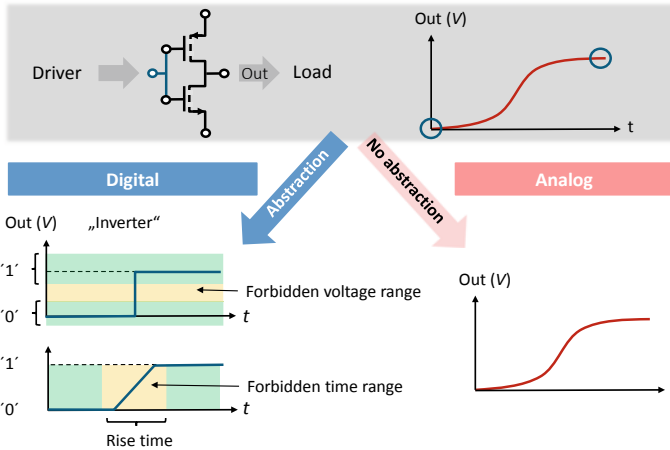 Out (V)
Driver
Out
Load
t
Digital
Abstraction
No abstraction
Analog
Out (V)
„Inverter“
´1´
Forbidden voltage range
´0´
t
Out (V)
´1´
Forbidden time range
´0´
t
Rise time
t